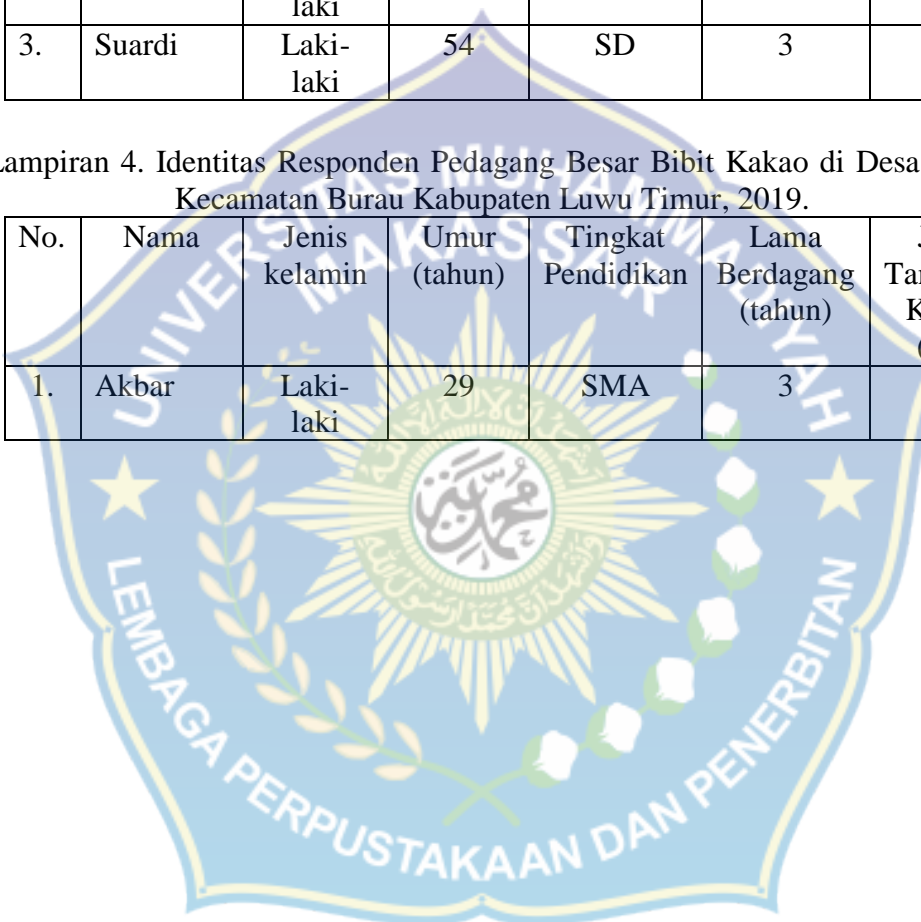 laki
3. Suardi Laki- 54 SD 3
laki
Lampiran 4. Identitas Responden Pedagang Besar Bibit Kakao di Desa
Kecamatan Burau Kabupaten Luwu Timur, 2019.
No. Nama Jenis Umur Tingkat Lama
kelamin (tahun) Pendidikan Berdagang
(tahun)
1. Akbar Laki- 29 SMA 3
laki
UNIVERSITAS MUHAMMADIYAH
MAKASSAR
محمدية
LEMBAGA PERPUSTAKAAN DAN PENERBITAN